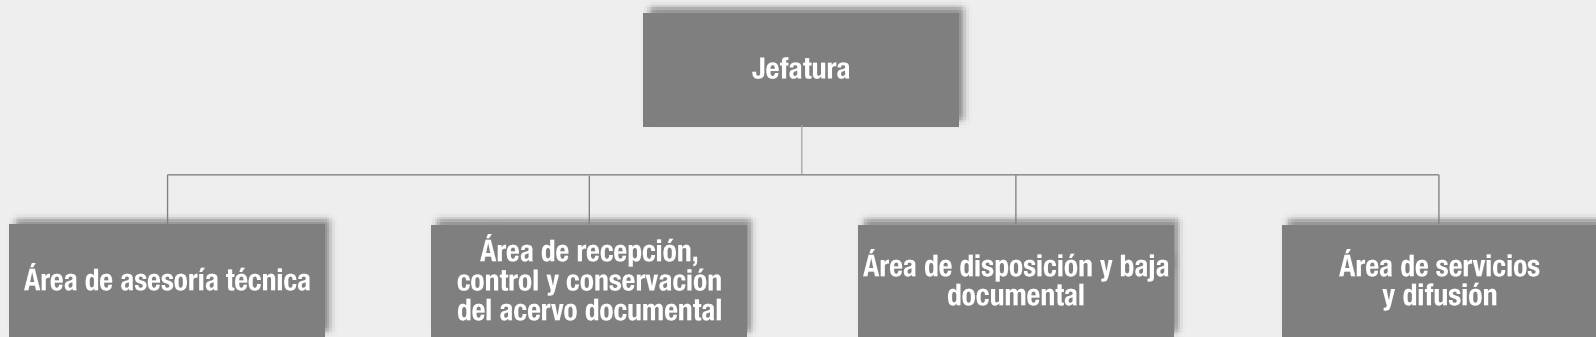 Jefatura
Área de asesoría técnica
Área de recepción,
control y conservación
del acervo documental
Área de disposición y baja
documental
Área de servicios
y difusión